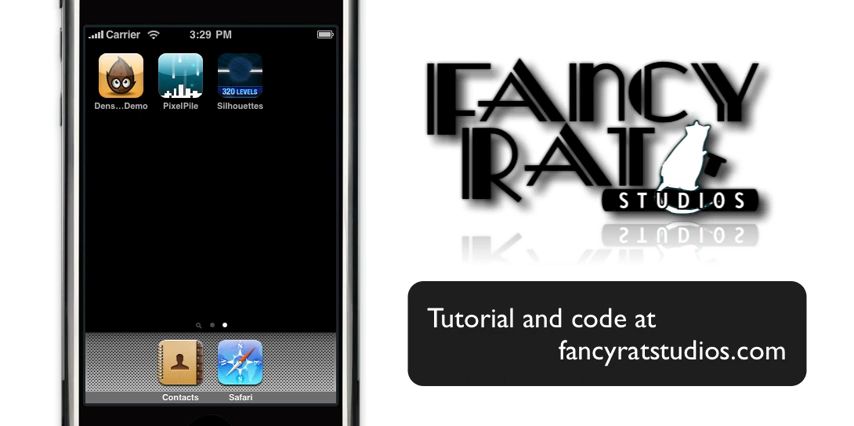 Carrier 3:29 PM
Dens...Demo PixelPile Silhouettes
320 LEVELS
Contacts Safari
FANCY
RAT
STUDIOS
Tutorial and code at
fancyratstudios.com